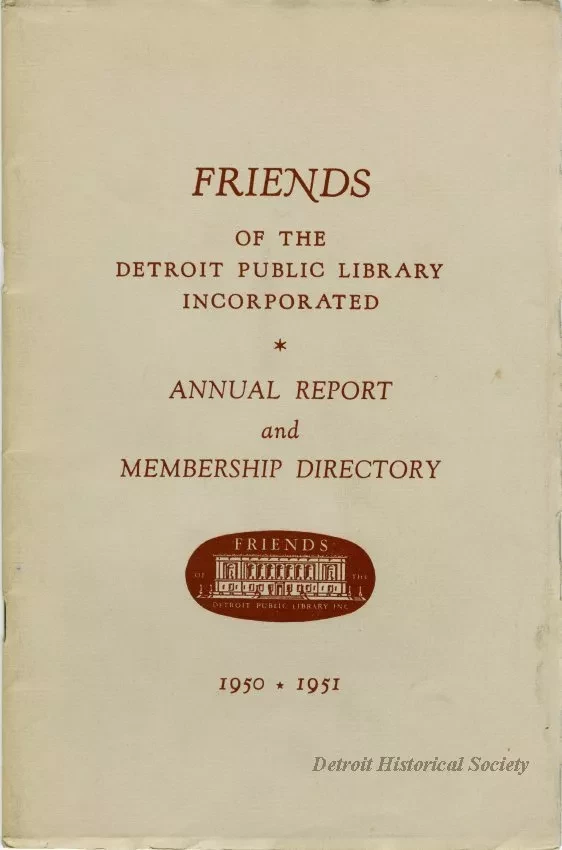 FRIENDS
OF THE
DETROIT PUBLIC LIBRARY
INCORPORATED
*
ANNUAL REPORT
and
MEMBERSHIP DIRECTORY
FRIENDS
OF THE
DETROIT PUBLIC LIBRARY INC.
1950 ★ 1951
Detroit Historical Society